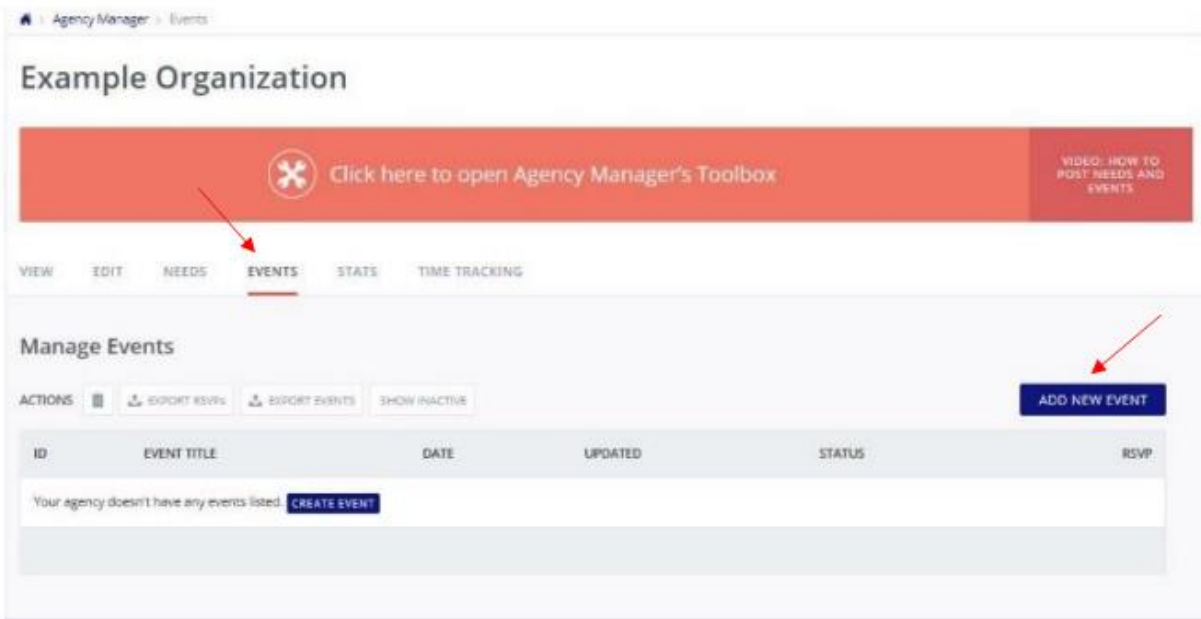 Agency Manager > Events
Example Organization
Click here to open Agency Manager's Toolbox
VIDEO: HOW TO
POST NEEDS AND
EVENTS
VIEW EDIT NEEDS EVENTS STATS TIME TRACKING
Manage Events
ACTIONS EXPORT RSVPs EXPORT EVENTS SHOW INACTIVE ADD NEW EVENT
ID EVENT TITLE DATE UPDATED STATUS RSVP
Your agency doesn't have any events listed. CREATE EVENT